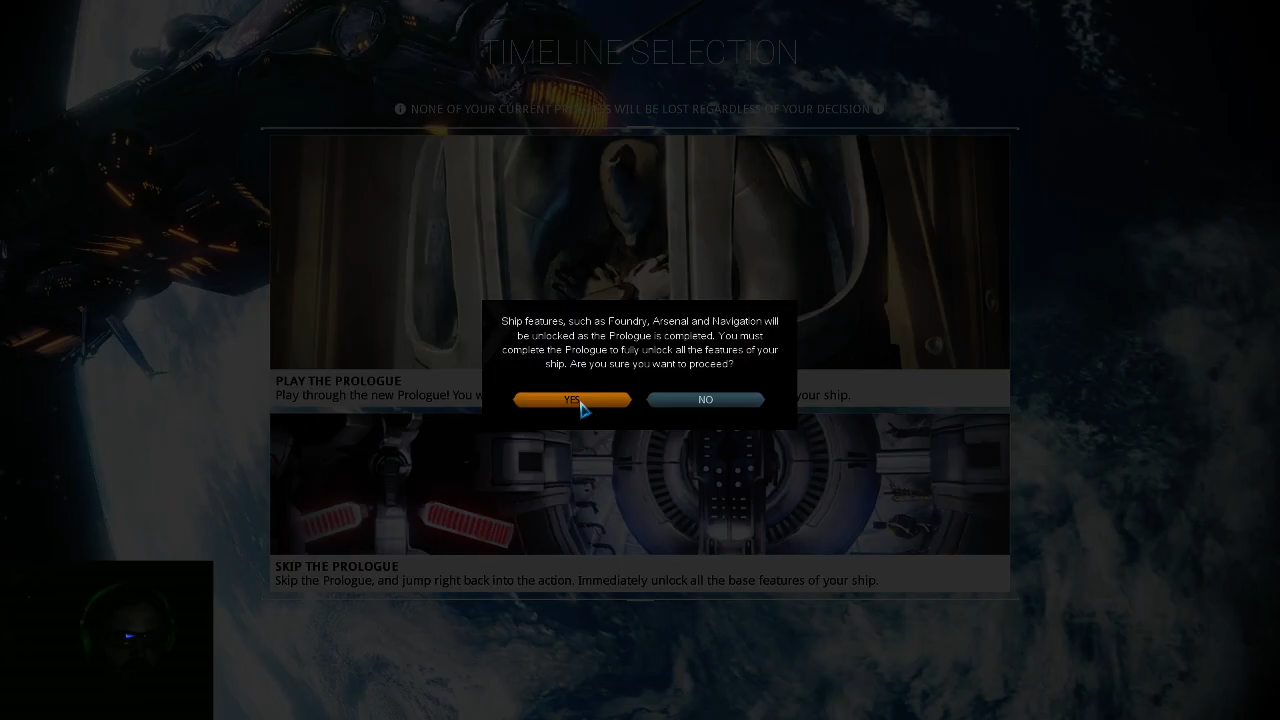 TIMELINE SELECTION
NONE OF YOUR CURRENT PROGRESS WILL BE LOST REGARDLESS OF YOUR DECISION
Ship features, such as Foundry, Arsenal and Navigation will
be unlocked as the Prologue is completed. You must
complete the Prologue to fully unlock all the features of your
ship. Are you sure you want to proceed?
YES
NO
PLAY THE PROLOGUE
Play through the new Prologue! You your ship.
SKIP THE PROLOGUE
Skip the Prologue, and jump right back into the action. Immediately unlock all the base features of your ship.